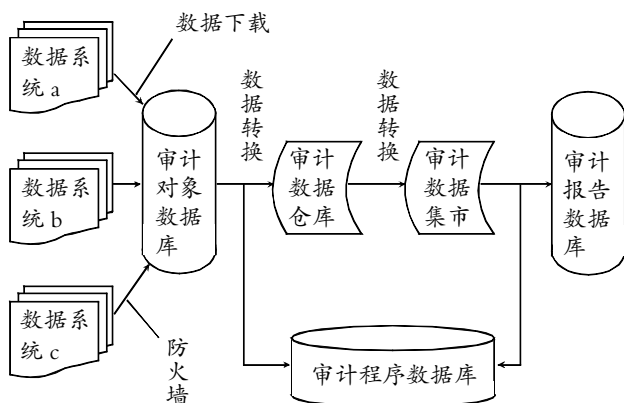 数据系
统 a
数据下载
数据系
统 b
数据系
统 c
防火墙
审计
对象
数据
库
数据转换
审计
数据
仓库
数据转换
审计
数据
集市
审计
报告
数据
库
审计程序数据库